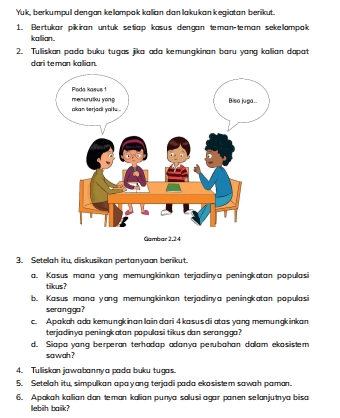 Yuk, berkumpul dengan kelompok kalian dan lakukan kegiatan berikut.
1. Bertukar pikiran untuk setiap kasus dengan teman-teman sekelompok
kalian.
2. Tuliskan pada buku tugas jika ada kemungkinan baru yang kalian dapat
dari teman kalian.
Pada kasus 1
menurutku yang
akan terjadi yaitu...
Bisa juga...
Gambar 2.24
3. Setelah itu, diskusikan pertanyaan berikut.
a. Kasus mana yang memungkinkan terjadinya peningkatan populasi
tikus?
b. Kasus mana yang memungkinkan terjadinya peningkatan populasi
serangga?
c. Apakah ada kemungkinan lain dari 4 kasus di atas yang memungkinkan
terjadinya peningkatan populasi tikus dan serangga?
d. Siapa yang berperan terhadap adanya perubahan dalam ekosistem
sawah?
4. Tuliskan jawabannya pada buku tugas.
5. Setelah itu, simpulkan apa yang terjadi pada ekosistem sawah paman.
6. Apakah kalian dan teman kalian punya solusi agar panen selanjutnya bisa
lebih baik?